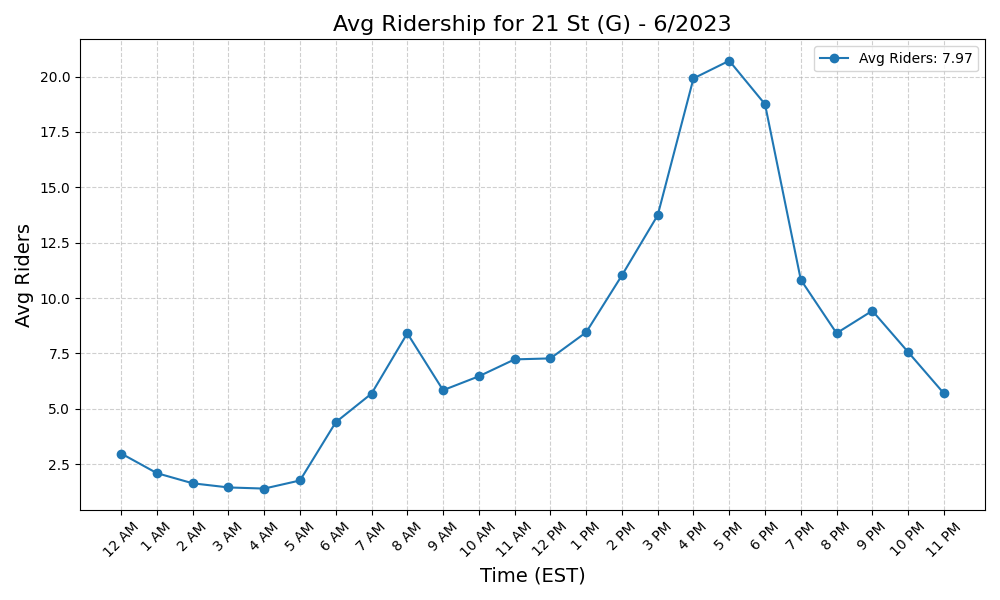 Avg Ridership for 21 St (G) - 6/2023
Avg Riders: 7.97
Avg Riders
20.0
17.5
15.0
12.5
10.0
7.5
5.0
2.5
12 AM
1 AM
2 AM
3 AM
4 AM
5 AM
6 AM
7 AM
8 AM
9 AM
10 AM
11 AM
12 PM
1 PM
2 PM
3 PM
4 PM
5 PM
6 PM
7 PM
8 PM
9 PM
10 PM
11 PM
Time (EST)